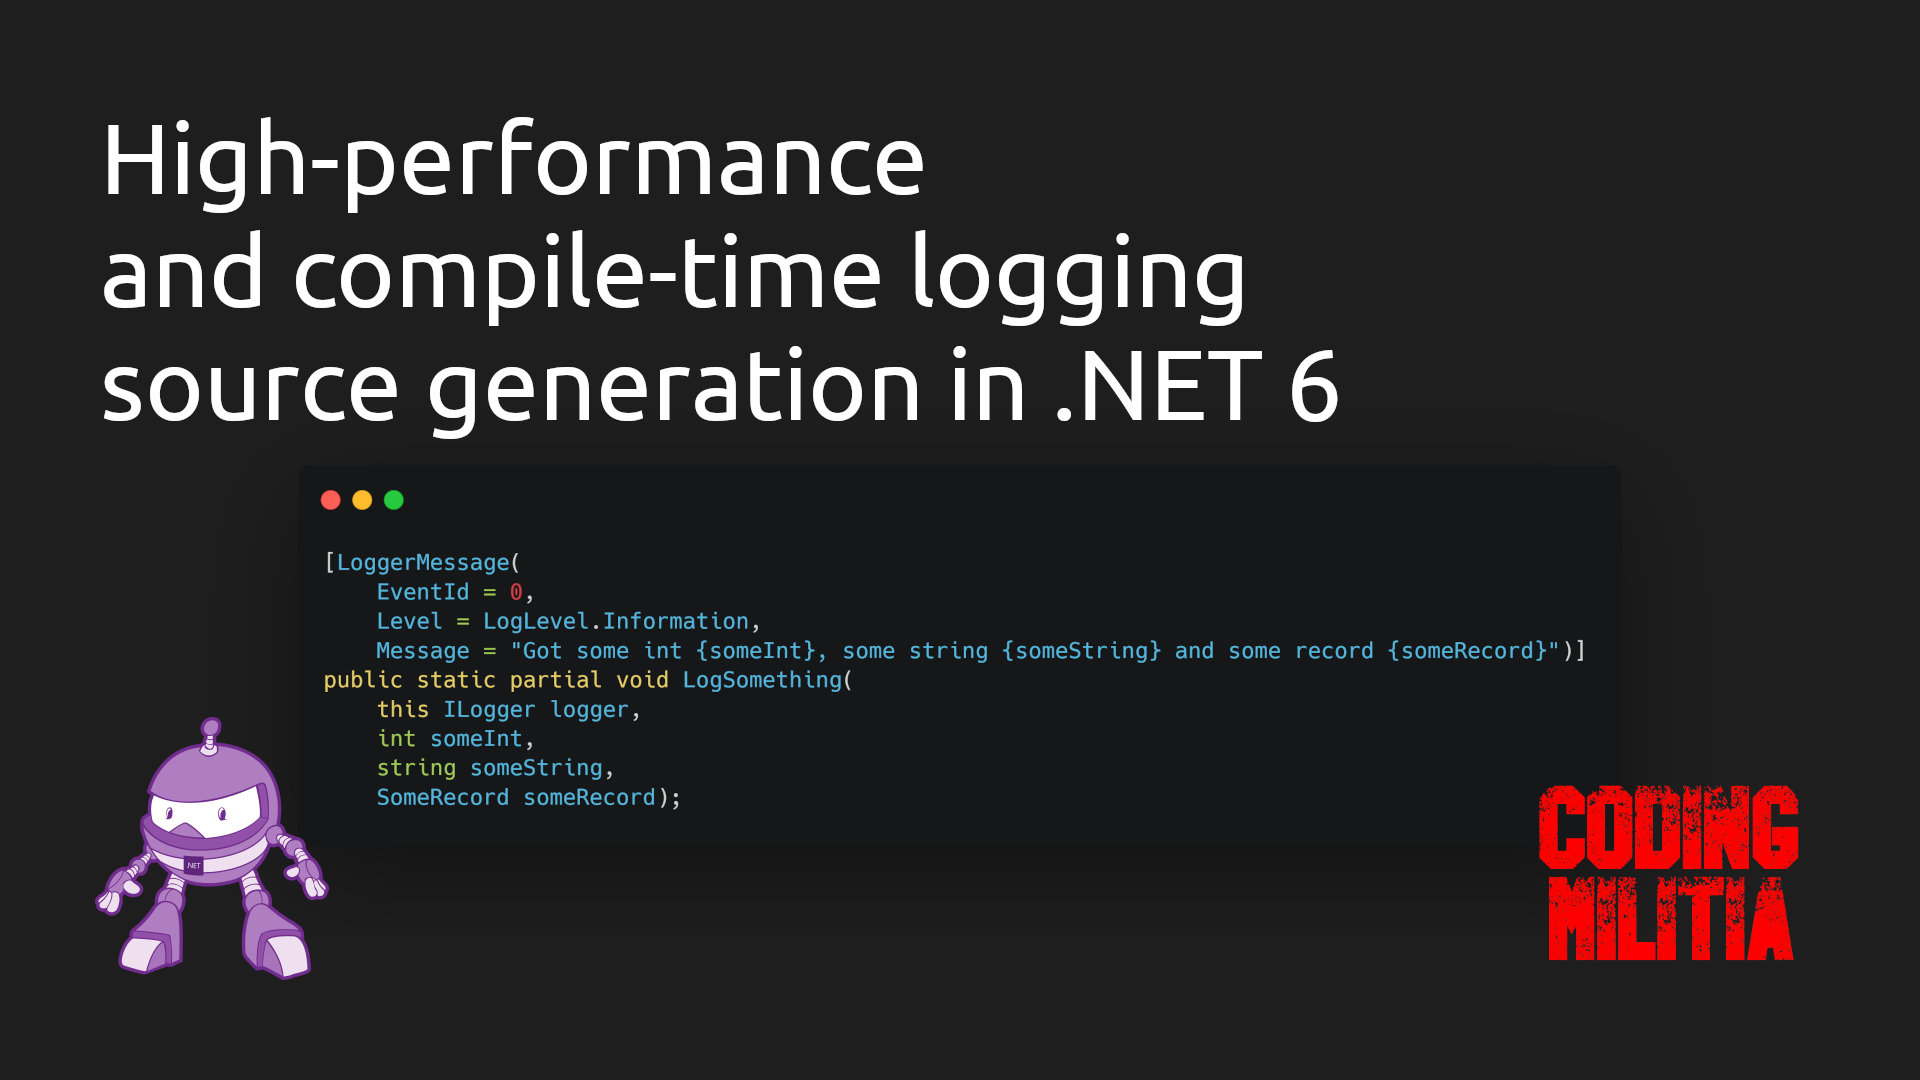 High-performance
and compile-time logging
source generation in .NET 6
[LoggerMessage(
    EventId = 0,
    Level = LogLevel.Information,
    Message = "Got some int {someInt}, some string {someString} and some record {someRecord}")]
public static partial void LogSomething(
    this ILogger logger,
    int someInt,
    string someString,
    SomeRecord someRecord);
.NET
CODING
MILITIA